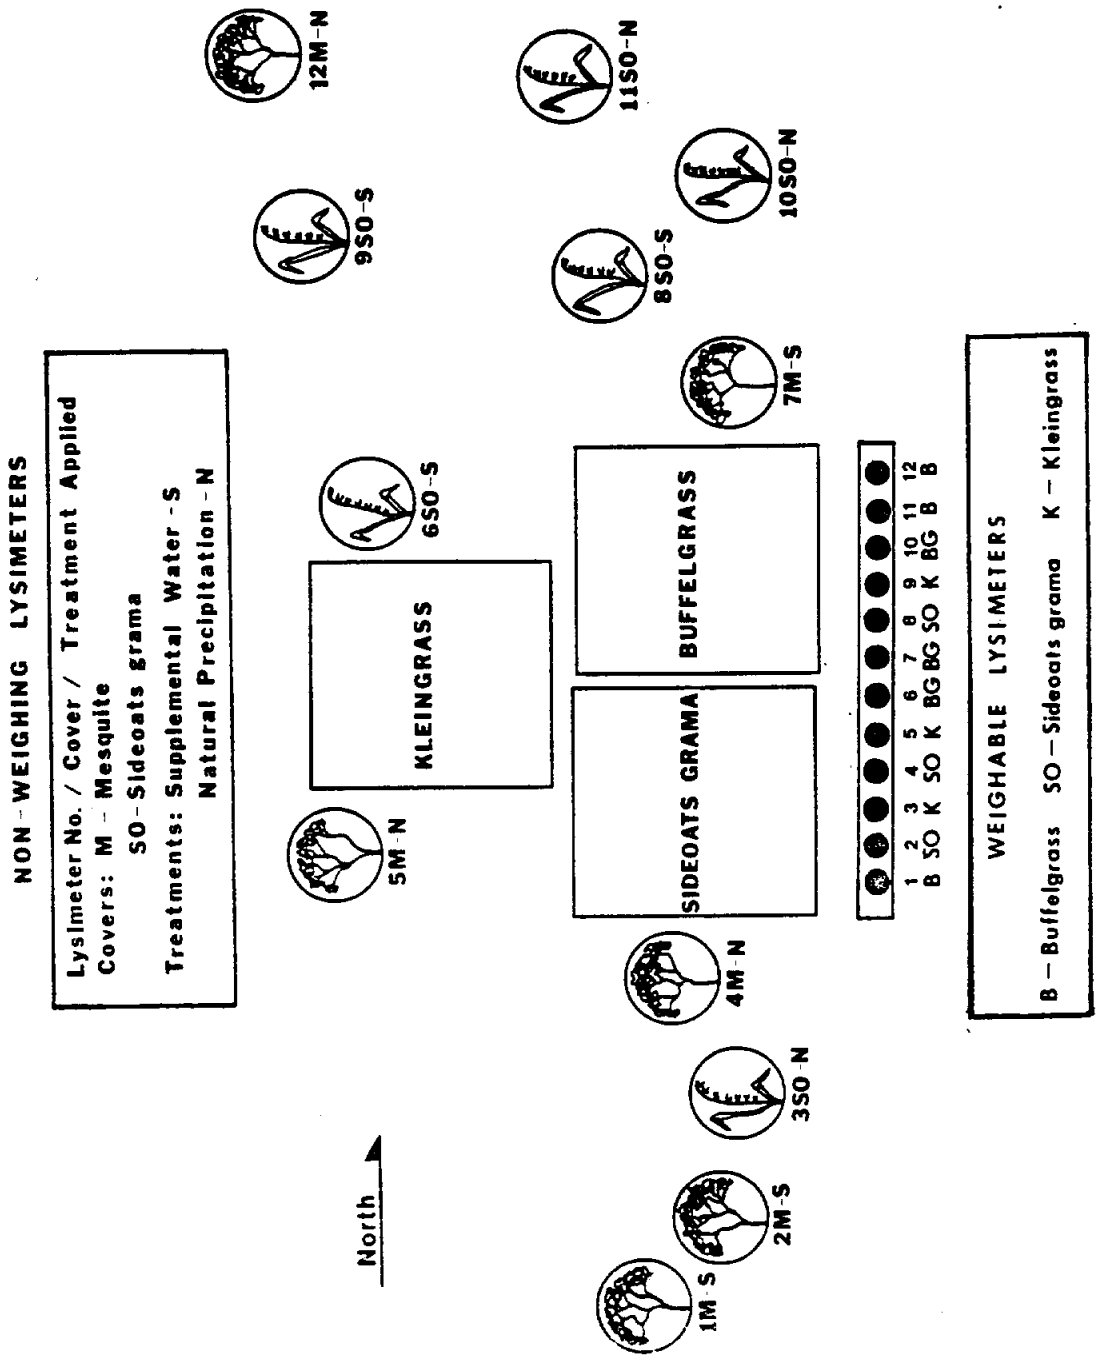 NON-WEIGHING LYSIMETERS
Lysimeter No. / Cover / Treatment Applied
Covers: M - Mesquite
SO-Sideoats grama
Treatments: Supplemental Water -S
Natural Precipitation -N
12M-N
9SO-S
11SO-N
10SO-N
8SO-S
7M-S
6SO-S
5M-N
KLEINGRASS
BUFFELGRASS
SIDEOATS GRAMA
4M-N
3SO-N
2M-S
1M-S
North
1 2 3 4 5 6 7 8 9 10 11 12
B SO K SO K BG BG SO K BG B B
WEIGHABLE LYSIMETERS
B — Buffelgrass SO — Sideoats grama K — Kleingrass